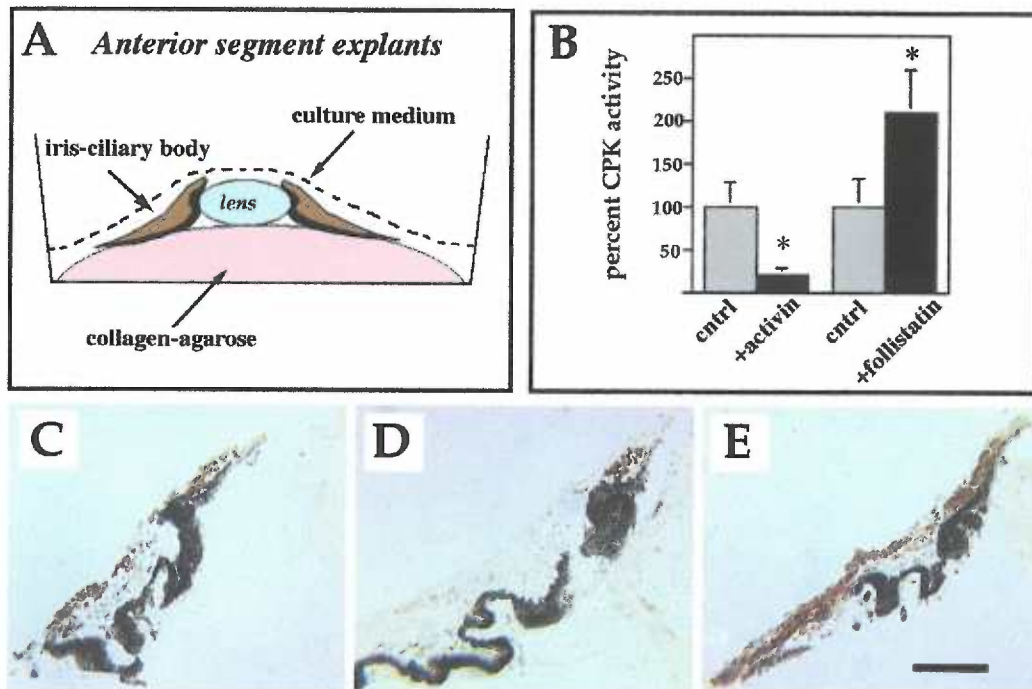 A Anterior segment explants
culture medium
iris-ciliary body
lens
collagen-agarose
B
percent CPK activity
250
200
100
50
*
*
cntrl
+activin
cntrl
+follistatin
C
D
E